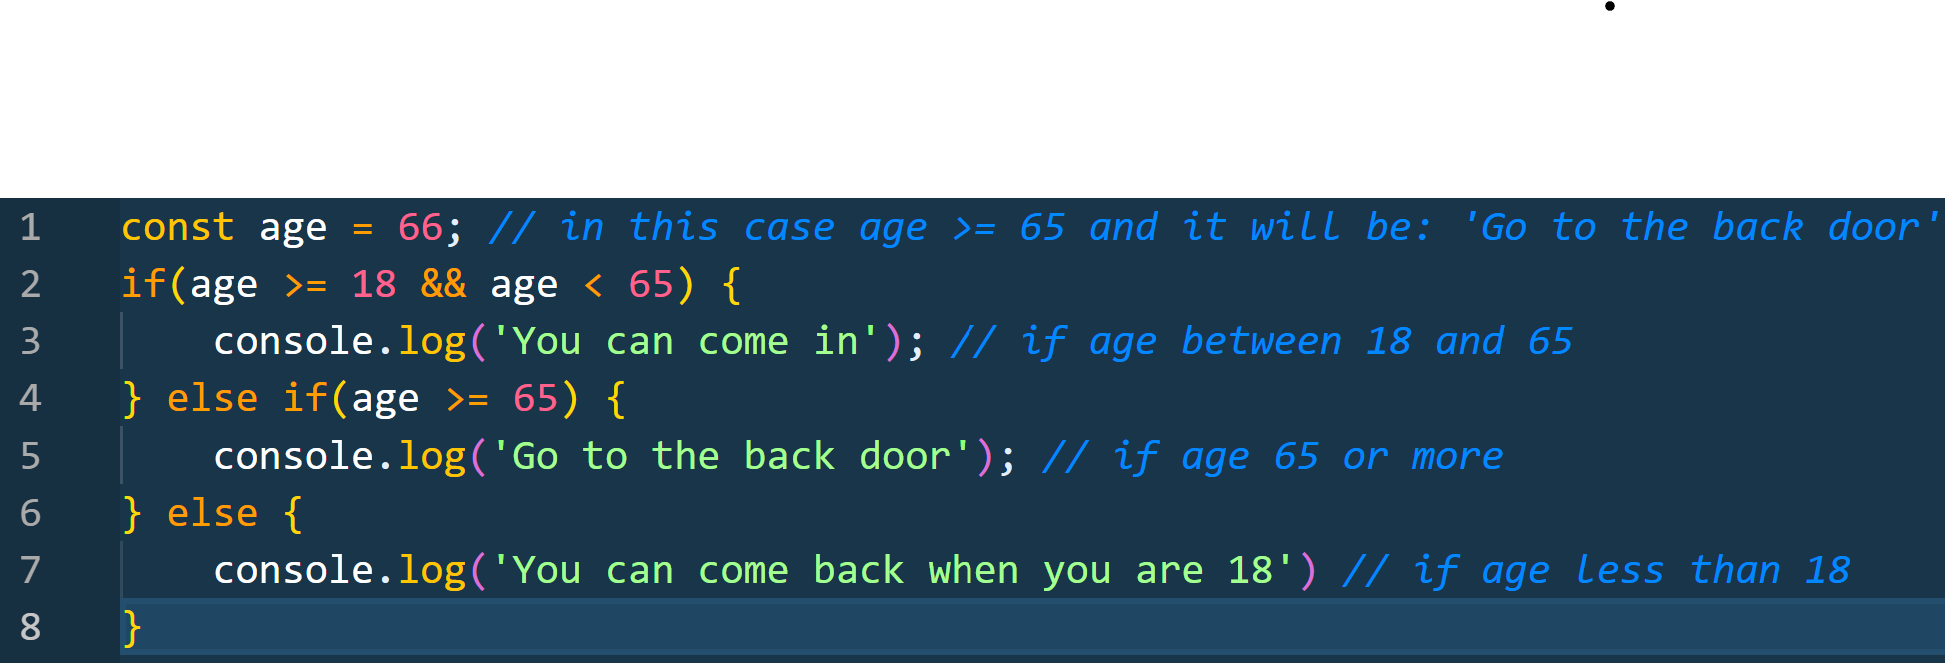 1 const age = 66; // in this case age >= 65 and it will be: 'Go to the back door'
2 if(age >= 18 && age < 65) {
3     console.log('You can come in'); // if age between 18 and 65
4 } else if(age >= 65) {
5     console.log('Go to the back door'); // if age 65 or more
6 } else {
7     console.log('You can come back when you are 18') // if age less than 18
8 }